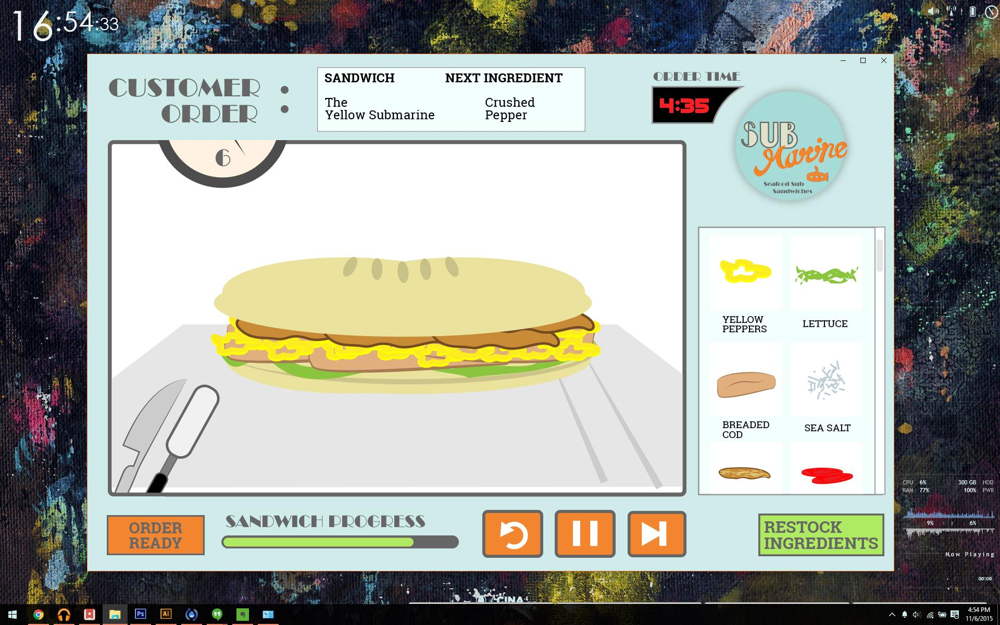 16:54:33
CUSTOMER
ORDER
:
SANDWICH
NEXT INGREDIENT
The
Yellow Submarine
Crushed
Pepper
ORDER TIME
4:35
SUB
Marine
Seafood Sub
Sandwiches
6
YELLOW
PEPPERS
LETTUCE
BREADED
COD
SEA SALT
ORDER
READY
SANDWICH PROGRESS
RESTOCK
INGREDIENTS
CPU 6% 300 GB HDD
RAM 77% 100% PWR
9% 1 2 6%
Now Playing
00:00
CINA
Ps
Ai
4:54 PM
11/6/2015